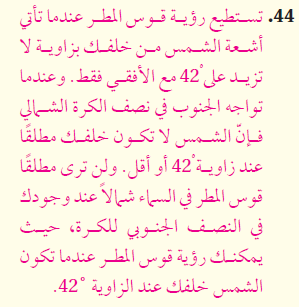 44. تستطيع رؤية قوس المطر عندما تأتي
أشعة الشمس من خلفك بزاوية لا
تزيد على 42° مع الأفقي فقط. وعندما
تواجه الجنوب في نصف الكرة الشمالي
فإنّ الشمس لا تكون خلفك مطلقًا
عند زاوية 42° أو أقل. ولن ترى مطلقًا
قوس المطر في السماء شمالاً عند وجودك
في النصف الجنوبي للكرة، حيث
يمكنك رؤية قوس المطر عندما تكون
الشمس خلفك عند الزاوية 42°.